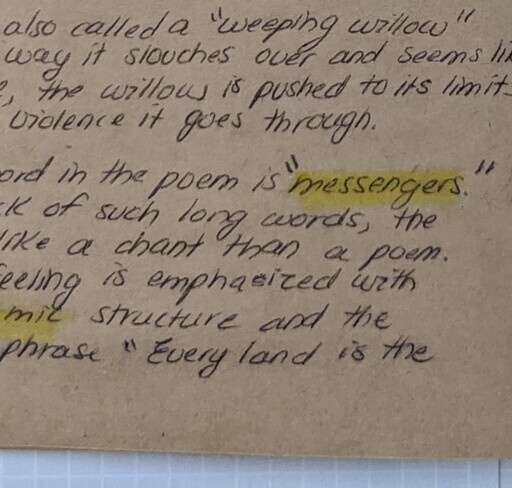 also called a "weeping willow"
way it slouches over and seems li
, the willow is pushed to its limit
violence it goes through.
ord in the poem is "messengers."
ck of such long words, the
like a chant than a poem.
feeling is emphasized with
mic structure and the
phrase "Every land is the